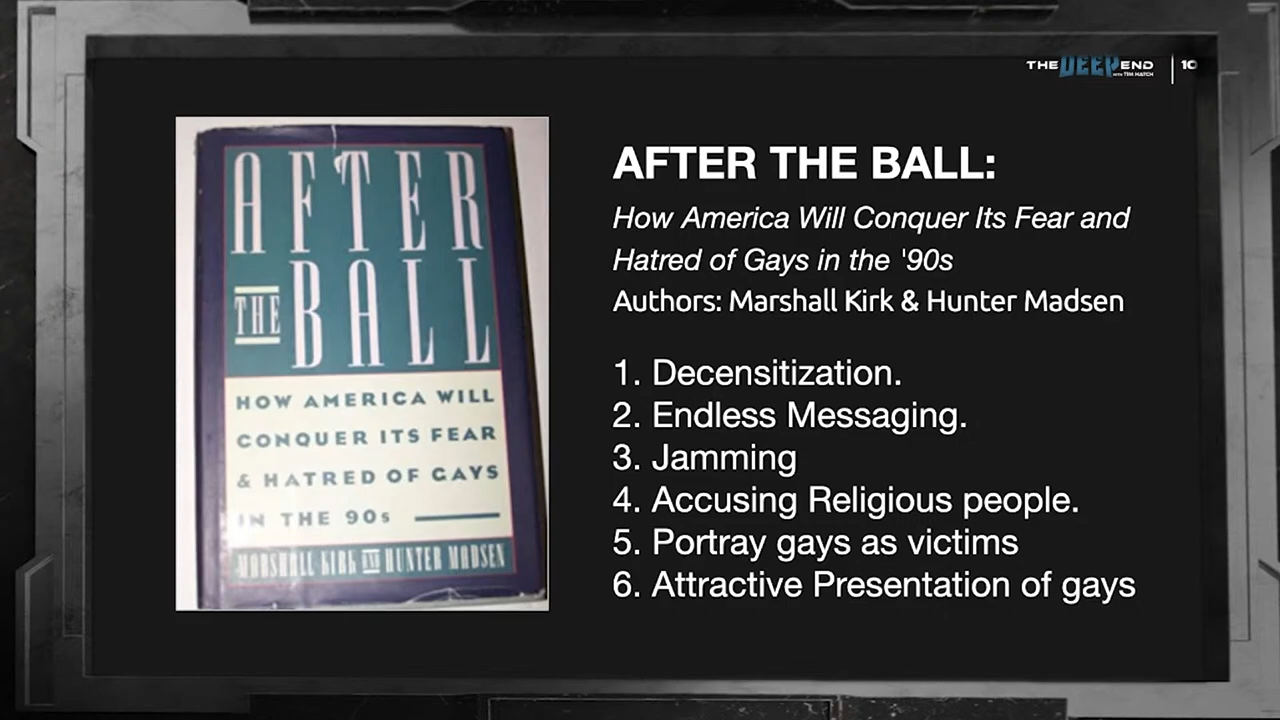 THE DEEP END | 10
WITH TIM HATCH
AFTER
THE BALL
HOW AMERICA WILL
CONQUER ITS FEAR
& HATRED OF GAYS
IN THE 90s
MARSHALL KIRK AND HUNTER MADSEN
AFTER THE BALL:
How America Will Conquer Its Fear and
Hatred of Gays in the '90s
Authors: Marshall Kirk & Hunter Madsen
1. Decensitization.
2. Endless Messaging.
3. Jamming
4. Accusing Religious people.
5. Portray gays as victims
6. Attractive Presentation of gays